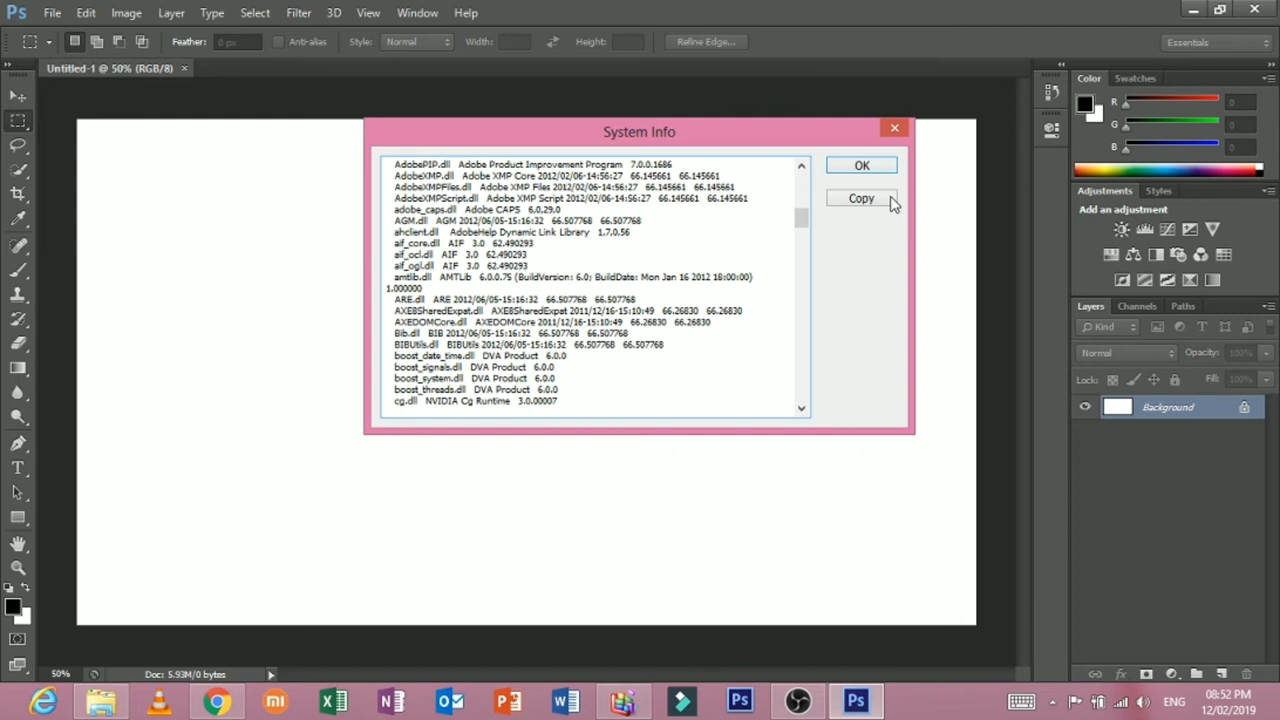 Ps File Edit Image Layer Type Select Filter 3D View Window Help
Feather: 0 px Anti-alias Style: Normal Width: Height: Refine Edge... Essentials
Untitled-1 @ 50% (RGB/8) ×
System Info
AdobePIP.dll Adobe Product Improvement Program 7.0.0.1686
AdobeXMP.dll Adobe XMP Core 2012/02/06-14:56:27 66.145661 66.145661
AdobeXMPFiles.dll Adobe XMP Files 2012/02/06-14:56:27 66.145661 66.145661
AdobeXMPScript.dll Adobe XMP Script 2012/02/06-14:56:27 66.145661 66.145661
adobe_caps.dll Adobe CAPS 6,0,29,0
AGM.dll AGM 2012/06/05-15:16:32 66.507768 66.507768
ahclient.dll AdobeHelp Dynamic Link Library 1,7,0,56
aif_core.dll AIF 3.0 62.490293
aif_ocl.dll AIF 3.0 62.490293
aif_ogl.dll AIF 3.0 62.490293
amtlib.dll AMTLib 6.0.0.75 (BuildVersion: 6.0; BuildDate: Mon Jan 16 2012 18:00:00)
1.000000
ARE.dll ARE 2012/06/05-15:16:32 66.507768 66.507768
AXE8SharedExpat.dll AXE8SharedExpat 2011/12/16-15:10:49 66.26830 66.26830
AXEDOMCore.dll AXEDOMCore 2011/12/16-15:10:49 66.26830 66.26830
Bib.dll BIB 2012/06/05-15:16:32 66.507768 66.507768
BIBUtils.dll BIBUtils 2012/06/05-15:16:32 66.507768 66.507768
boost_date_time.dll DVA Product 6.0.0
boost_signals.dll DVA Product 6.0.0
boost_system.dll DVA Product 6.0.0
boost_threads.dll DVA Product 6.0.0
cg.dll NVIDIA Cg Runtime 3.0.00007
OK
Copy
Color Swatches
R 0
G 0
B 0
Adjustments Styles
Add an adjustment
Layers Channels Paths
Kind
Normal Opacity: 100%
Lock: Fill: 100%
Background
50% Doc: 5.93M/0 bytes
ENG 08:52 PM
12/02/2019